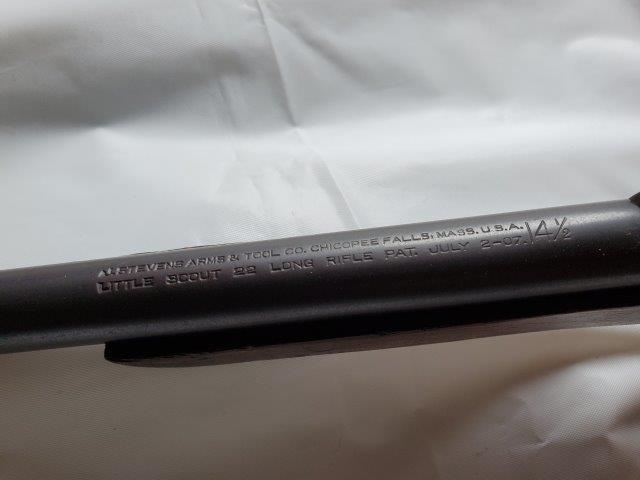 J. STEVENS ARMS & TOOL CO. CHICOPEE FALLS, MASS. U.S.A.
LITTLE SCOUT 22 LONG RIFLE PAT. JULY 2-07. 14½